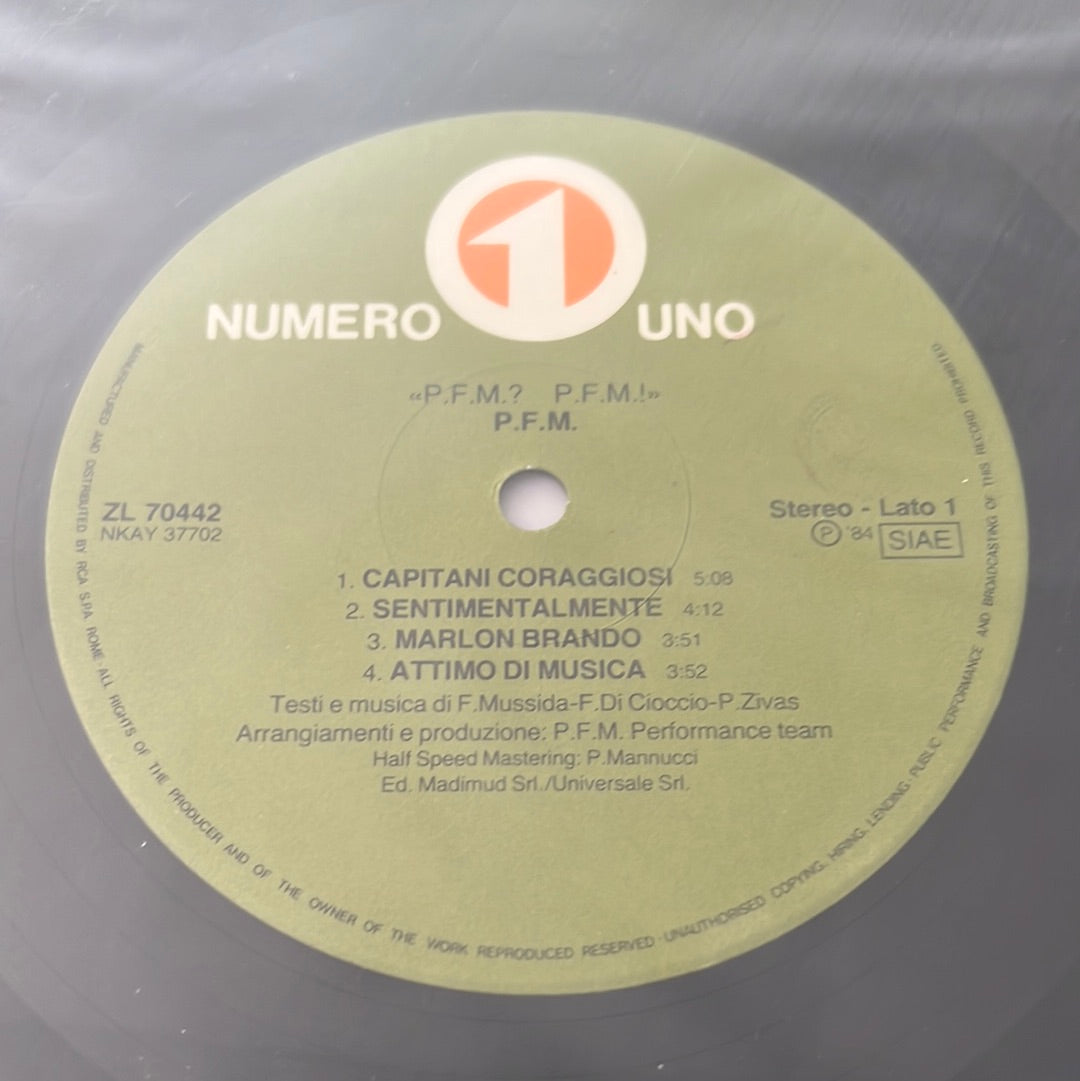 1
NUMERO UNO
«P.F.M.? P.F.M.!»
P.F.M.
ZL 70442
NKAY 37702
Stereo - Lato 1
Ⓟ '84 SIAE
1. CAPITANI CORAGGIOSI 5:08
2. SENTIMENTALMENTE 4:12
3. MARLON BRANDO 3:51
4. ATTIMO DI MUSICA 3:52
Testi e musica di F.Mussida-F.Di Cioccio-P.Zivas
Arrangiamenti e produzione: P.F.M. Performance team
Half Speed Mastering: P.Mannucci
Ed. Madimud Srl./Universale Srl.
MANUFACTURED AND DISTRIBUTED BY RCA S.P.A. ROME · ALL RIGHTS OF THE PRODUCER AND OF THE OWNER OF THE WORK REPRODUCED RESERVED · UNAUTHORISED COPYING, HIRING, LENDING, PUBLIC PERFORMANCE AND BROADCASTING OF THIS RECORD PROHIBITED